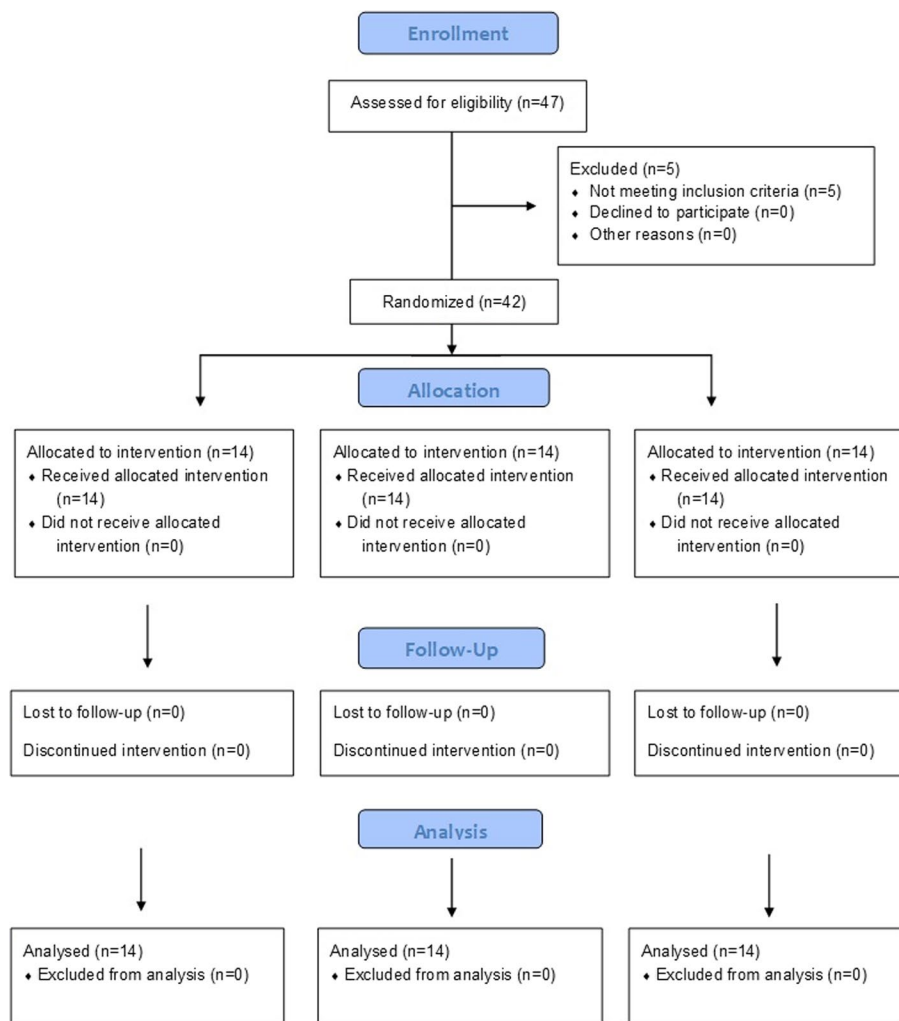 Enrollment
Assessed for eligibility (n=47)
Excluded (n=5)
♦ Not meeting inclusion criteria (n=5)
♦ Declined to participate (n=0)
♦ Other reasons (n=0)
Randomized (n=42)
Allocation
Allocated to intervention (n=14)
♦ Received allocated intervention
(n=14)
♦ Did not receive allocated
intervention (n=0)
Allocated to intervention (n=14)
♦ Received allocated intervention
(n=14)
♦ Did not receive allocated
intervention (n=0)
Allocated to intervention (n=14)
♦ Received allocated intervention
(n=14)
♦ Did not receive allocated
intervention (n=0)
Follow-Up
Lost to follow-up (n=0)
Discontinued intervention (n=0)
Lost to follow-up (n=0)
Discontinued intervention (n=0)
Lost to follow-up (n=0)
Discontinued intervention (n=0)
Analysis
Analysed (n=14)
♦ Excluded from analysis (n=0)
Analysed (n=14)
♦ Excluded from analysis (n=0)
Analysed (n=14)
♦ Excluded from analysis (n=0)